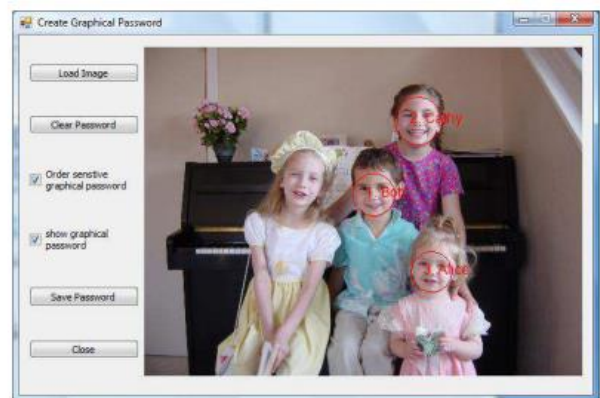 Create Graphical Password
Load Image
Clear Password
Order senstive
graphical password
show graphical
password
Save Password
Close
Cathy
Bob
3. Alice